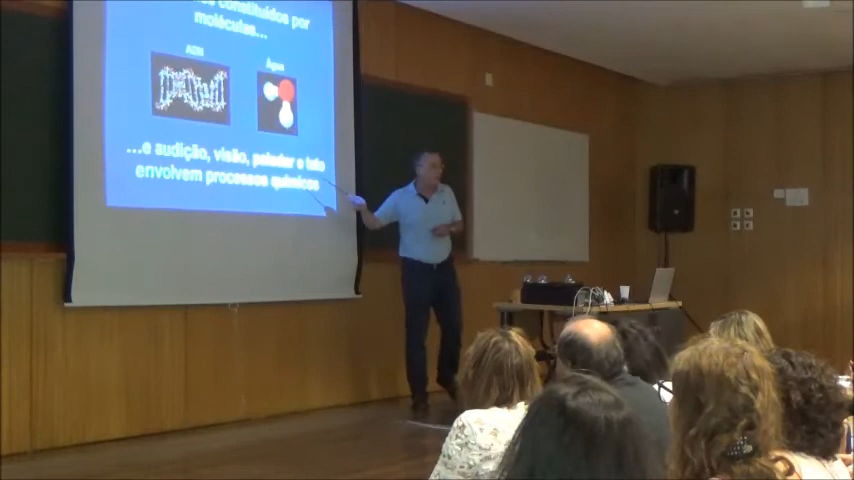 constituídos por
moléculas...
ADN
Água
...e audição, visão, paladar e tato
envolvem processos químicos